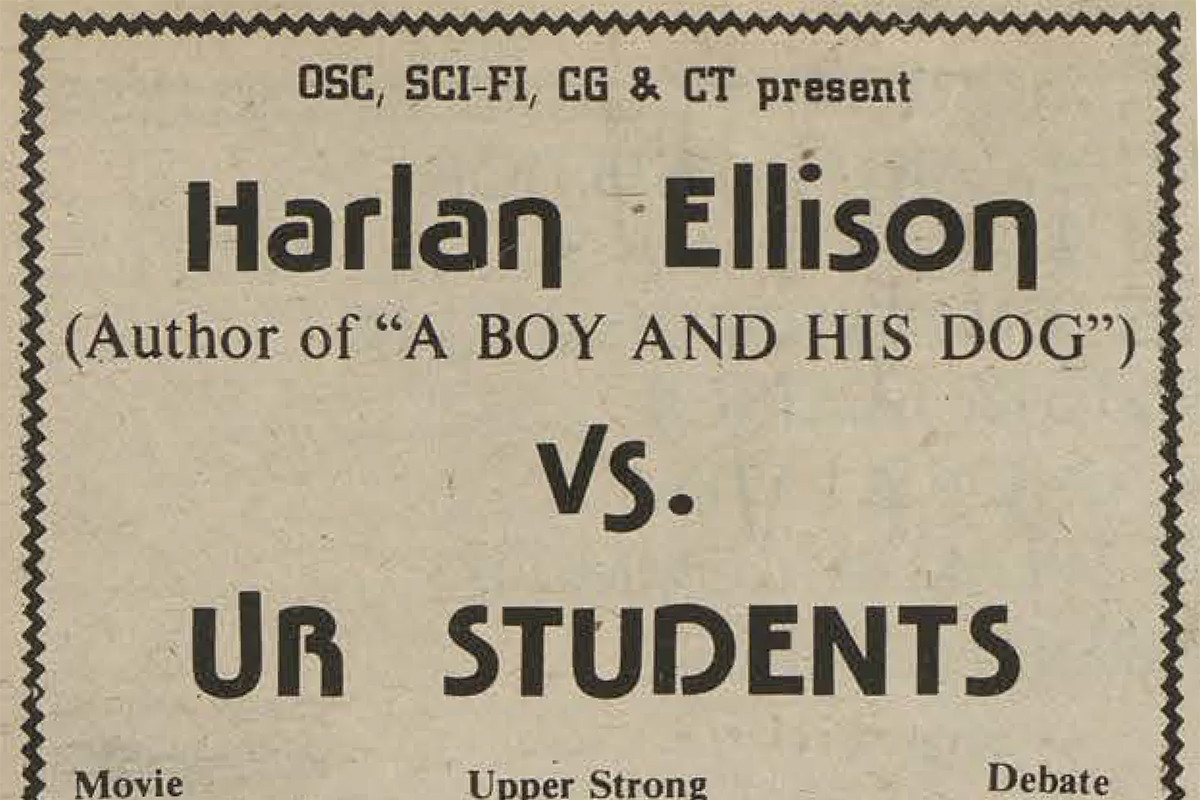 OSC, SCI-FI, CG & CT present
Harlan Ellison
(Author of “A BOY AND HIS DOG”)
vs.
UR STUDENTS
Movie Upper Strong Debate